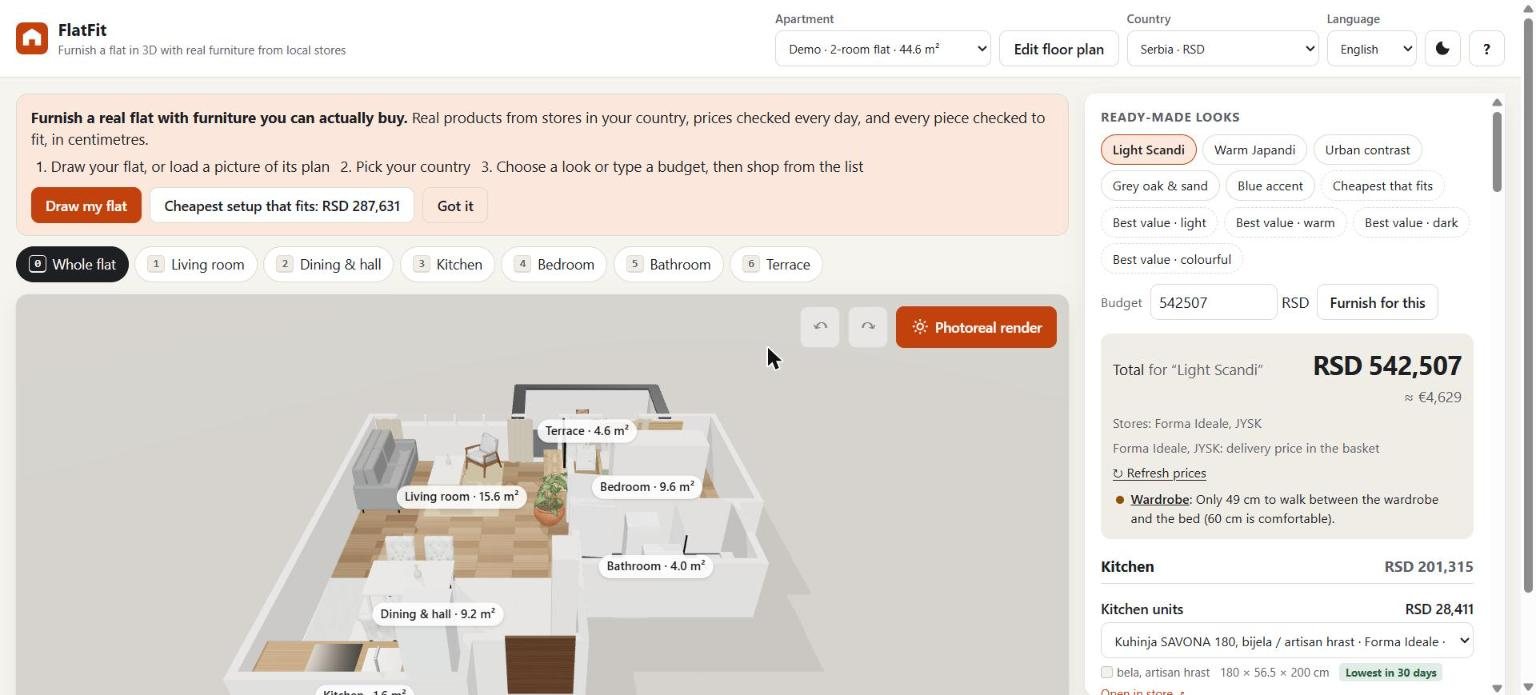 FlatFit
Furnish a flat in 3D with real furniture from local stores
Apartment
Demo · 2-room flat · 44.6 m²
Edit floor plan
Country
Serbia · RSD
Language
English
?
Furnish a real flat with furniture you can actually buy. Real products from stores in your country, prices checked every day, and every piece checked to
fit, in centimetres.
1. Draw your flat, or load a picture of its plan 2. Pick your country 3. Choose a look or type a budget, then shop from the list
Draw my flat
Cheapest setup that fits: RSD 287,631
Got it
0 Whole flat
1 Living room
2 Dining & hall
3 Kitchen
4 Bedroom
5 Bathroom
6 Terrace
Photoreal render
Terrace · 4.6 m²
Bedroom · 9.6 m²
Living room · 15.6 m²
Bathroom · 4.0 m²
Dining & hall · 9.2 m²
Kitchen · 1.6 m²
READY-MADE LOOKS
Light Scandi
Warm Japandi
Urban contrast
Grey oak & sand
Blue accent
Cheapest that fits
Best value · light
Best value · warm
Best value · dark
Best value · colourful
Budget 542507 RSD Furnish for this
Total for “Light Scandi” RSD 542,507
≈ €4,629
Stores: Forma Ideale, JYSK
Forma Ideale, JYSK: delivery price in the basket
↻ Refresh prices
Wardrobe: Only 49 cm to walk between the wardrobe
and the bed (60 cm is comfortable).
Kitchen RSD 201,315
Kitchen units RSD 28,411
Kuhinja SAVONA 180, bijela / artisan hrast · Forma Ideale ·
bela, artisan hrast 180 × 56.5 × 200 cm Lowest in 30 days
Open in store